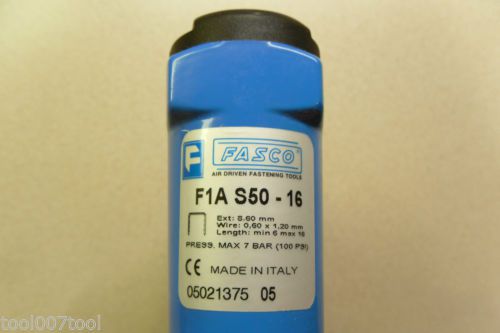 F FASCO®
AIR DRIVEN FASTENING TOOLS
F1A S50 - 16
Ext: 8.60 mm
Wire: 0,60 x 1,20 mm
Length: min 6 max 16
PRESS. MAX 7 BAR (100 PSI)
CE MADE IN ITALY
05021375 05
tool007tool